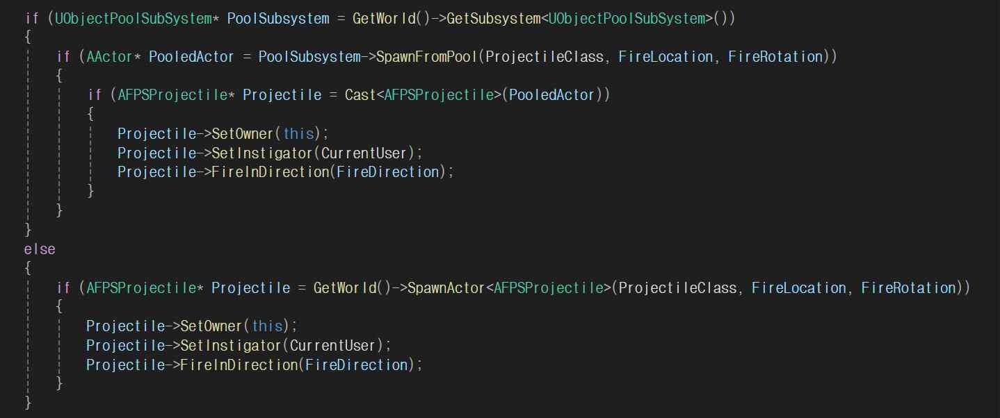 if (UObjectPoolSubSystem* PoolSubsystem = GetWorld()->GetSubsystem<UObjectPoolSubSystem>())
{
if (AActor* PooledActor = PoolSubsystem->SpawnFromPool(ProjectileClass, FireLocation, FireRotation))
{
if (AFPSProjectile* Projectile = Cast<AFPSProjectile>(PooledActor))
{
Projectile->SetOwner(this);
Projectile->SetInstigator(CurrentUser);
Projectile->FireInDirection(FireDirection);
}
}
}
else
{
if (AFPSProjectile* Projectile = GetWorld()->SpawnActor<AFPSProjectile>(ProjectileClass, FireLocation, FireRotation))
{
Projectile->SetOwner(this);
Projectile->SetInstigator(CurrentUser);
Projectile->FireInDirection(FireDirection);
}
}